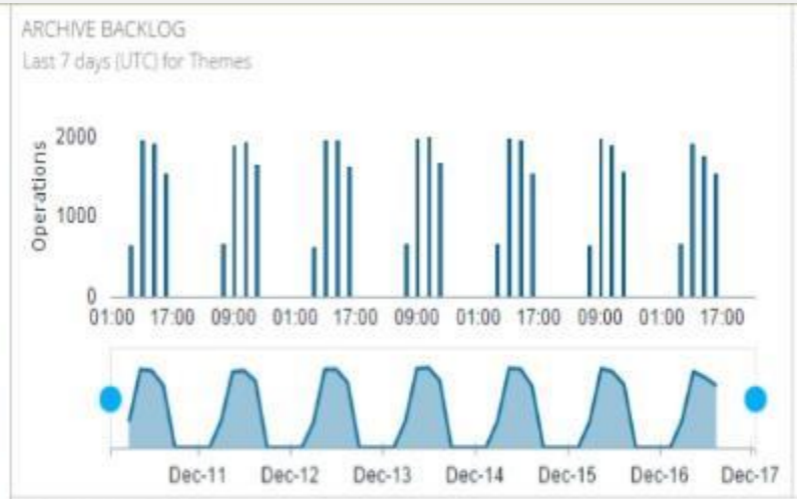 ARCHIVE BACKLOG
Last 7 days (UTC) for Themes
Operations
2000
1000
0
01:00 17:00 09:00 01:00 17:00 09:00 01:00 17:00 09:00 01:00 17:00
Dec-11 Dec-12 Dec-13 Dec-14 Dec-15 Dec-16 Dec-17